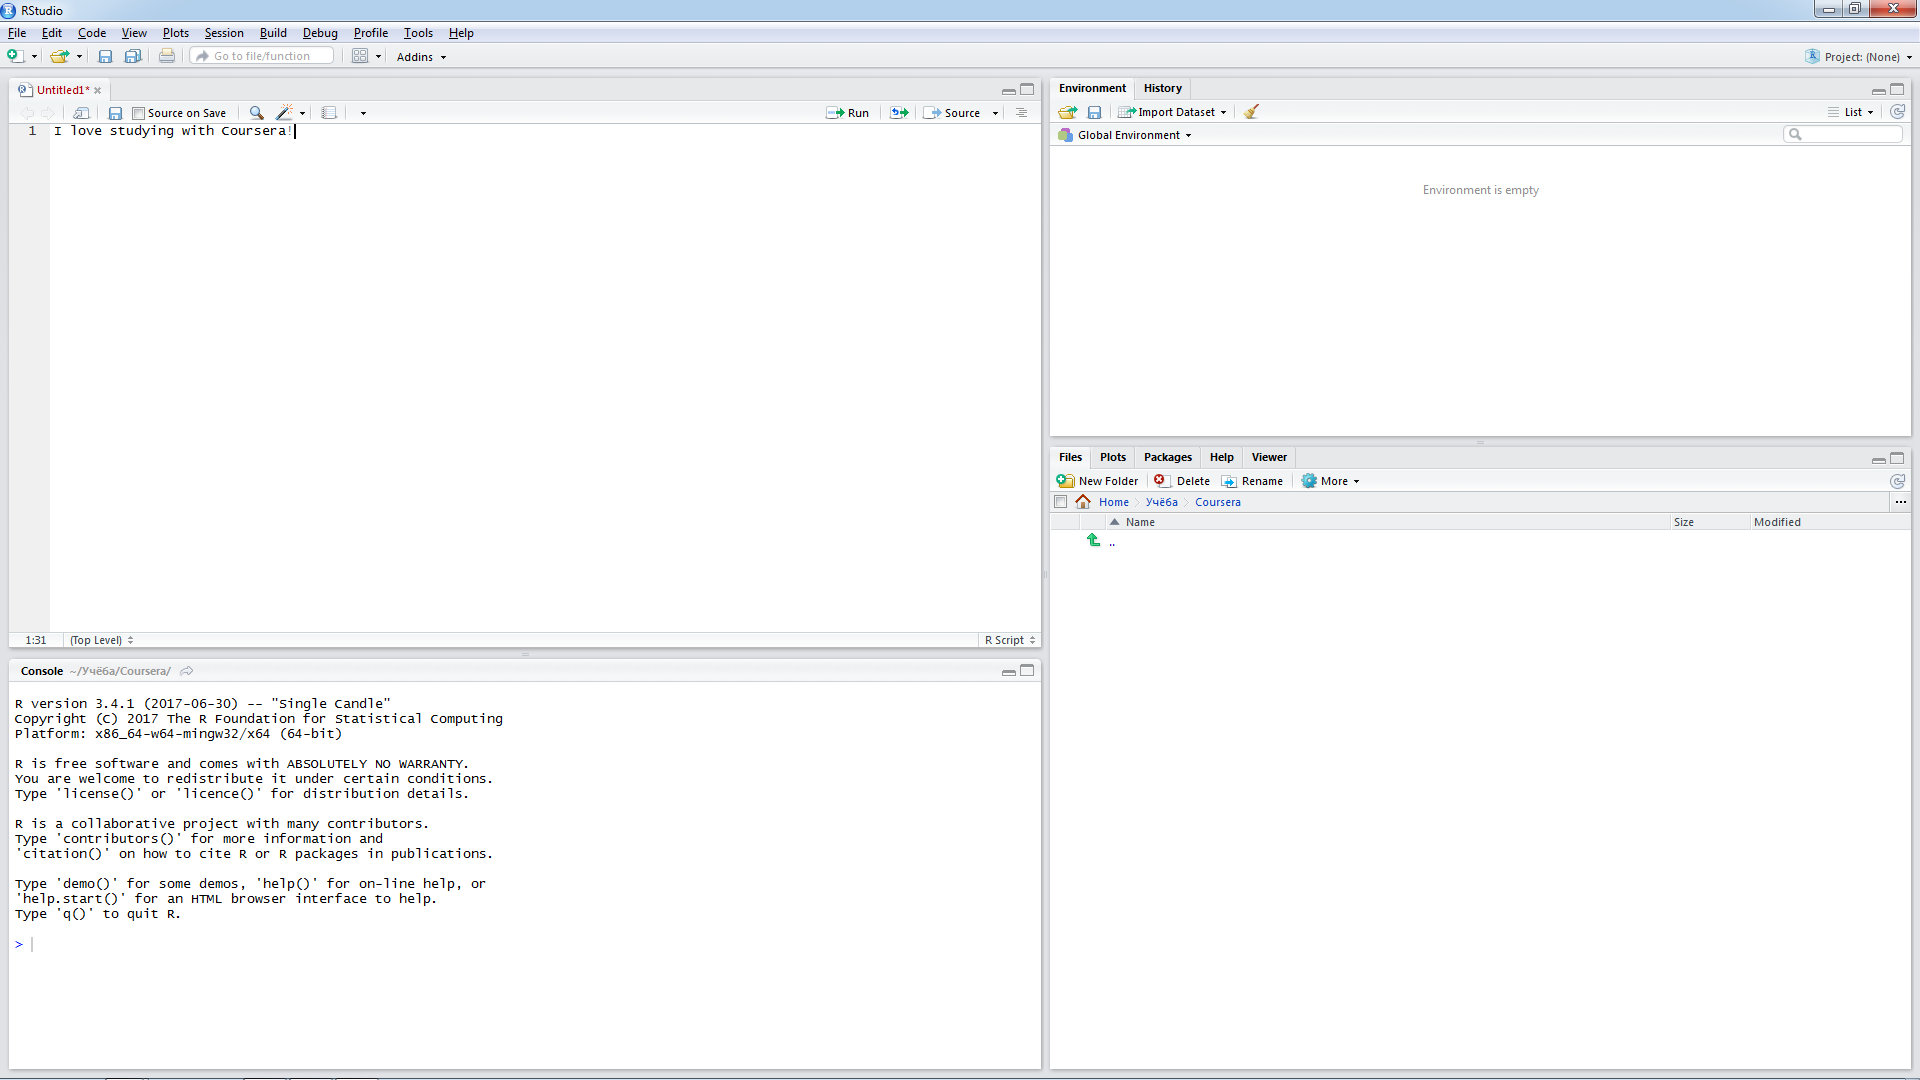 RStudio
File Edit Code View Plots Session Build Debug Profile Tools Help
Go to file/function Addins Project: (None)
Untitled1*
Source on Save Run Source
1 I love studying with Coursera!
1:31 (Top Level) R Script
Console ~/Учёба/Coursera/
R version 3.4.1 (2017-06-30) -- "Single Candle"
Copyright (C) 2017 The R Foundation for Statistical Computing
Platform: x86_64-w64-mingw32/x64 (64-bit)
R is free software and comes with ABSOLUTELY NO WARRANTY.
You are welcome to redistribute it under certain conditions.
Type 'license()' or 'licence()' for distribution details.
R is a collaborative project with many contributors.
Type 'contributors()' for more information and
'citation()' on how to cite R or R packages in publications.
Type 'demo()' for some demos, 'help()' for on-line help, or
'help.start()' for an HTML browser interface to help.
Type 'q()' to quit R.
>
Environment History
Import Dataset List
Global Environment
Environment is empty
Files Plots Packages Help Viewer
New Folder Delete Rename More
Home Учёба Coursera ...
Name Size Modified
..